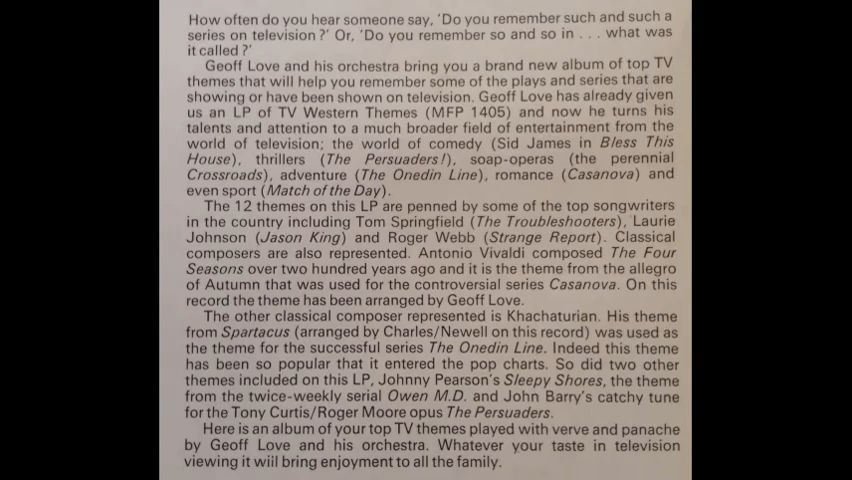 How often do you hear someone say, 'Do you remember such and such a
series on television?' Or, 'Do you remember so and so in . . . what was
it called?'
Geoff Love and his orchestra bring you a brand new album of top TV
themes that will help you remember some of the plays and series that are
showing or have been shown on television. Geoff Love has already given
us an LP of TV Western Themes (MFP 1405) and now he turns his
talents and attention to a much broader field of entertainment from the
world of television; the world of comedy (Sid James in Bless This
House), thrillers (The Persuaders!), soap-operas (the perennial
Crossroads), adventure (The Onedin Line), romance (Casanova) and
even sport (Match of the Day).
The 12 themes on this LP are penned by some of the top songwriters
in the country including Tom Springfield (The Troubleshooters), Laurie
Johnson (Jason King) and Roger Webb (Strange Report). Classical
composers are also represented. Antonio Vivaldi composed The Four
Seasons over two hundred years ago and it is the theme from the allegro
of Autumn that was used for the controversial series Casanova. On this
record the theme has been arranged by Geoff Love.
The other classical composer represented is Khachaturian. His theme
from Spartacus (arranged by Charles/Newell on this record) was used as
the theme for the successful series The Onedin Line. Indeed this theme
has been so popular that it entered the pop charts. So did two other
themes included on this LP, Johnny Pearson's Sleepy Shores, the theme
from the twice-weekly serial Owen M.D. and John Barry's catchy tune
for the Tony Curtis/Roger Moore opus The Persuaders.
Here is an album of your top TV themes played with verve and panache
by Geoff Love and his orchestra. Whatever your taste in television
viewing it will bring enjoyment to all the family.